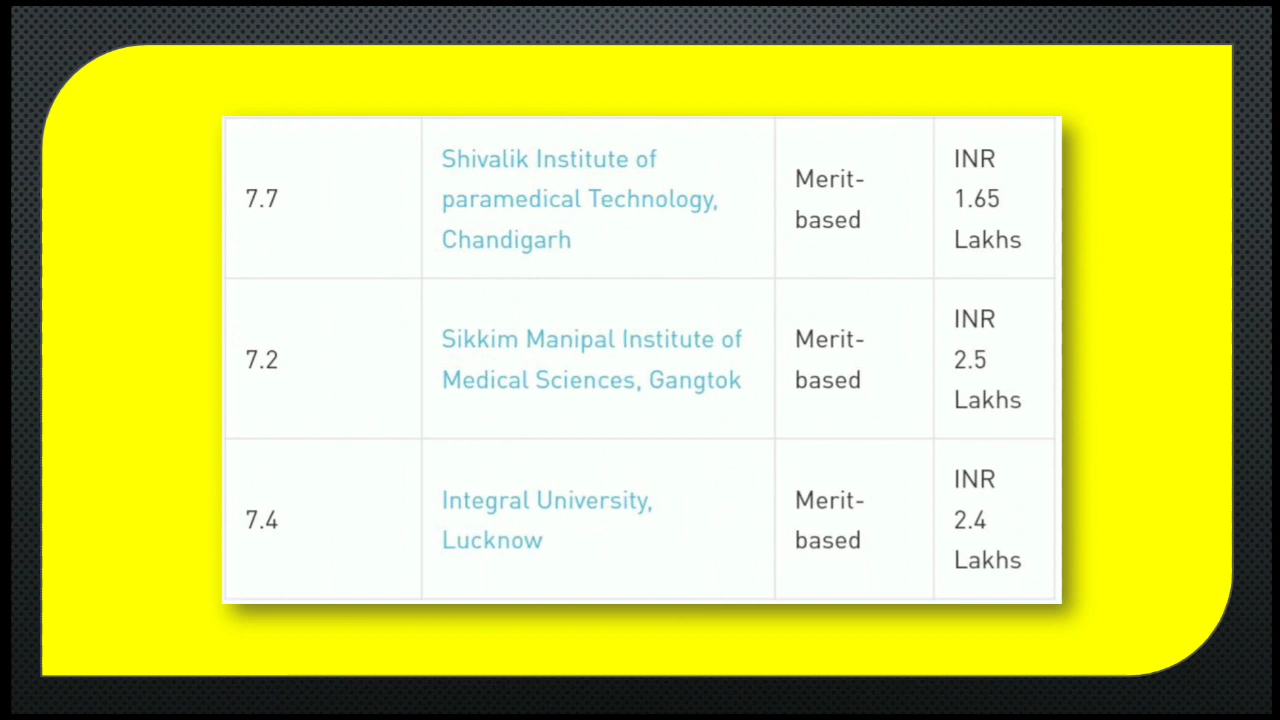 7.7
Shivalik Institute of
paramedical Technology,
Chandigarh
Merit-
based
INR
1.65
Lakhs
7.2
Sikkim Manipal Institute of
Medical Sciences, Gangtok
Merit-
based
INR
2.5
Lakhs
7.4
Integral University,
Lucknow
Merit-
based
INR
2.4
Lakhs